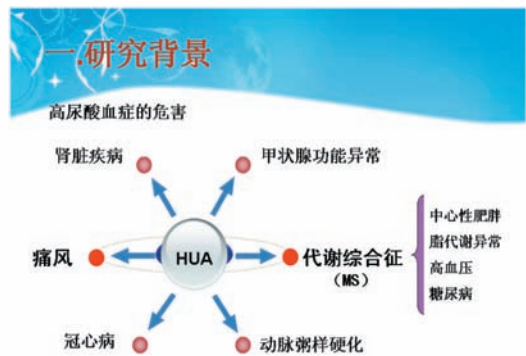 一.研究背景
高尿酸血症的危害
肾脏疾病
甲状腺功能异常
中心性肥胖
脂代谢异常
高血压
糖尿病
痛风
HUA
代谢综合征
(MS)
冠心病
动脉粥样硬化